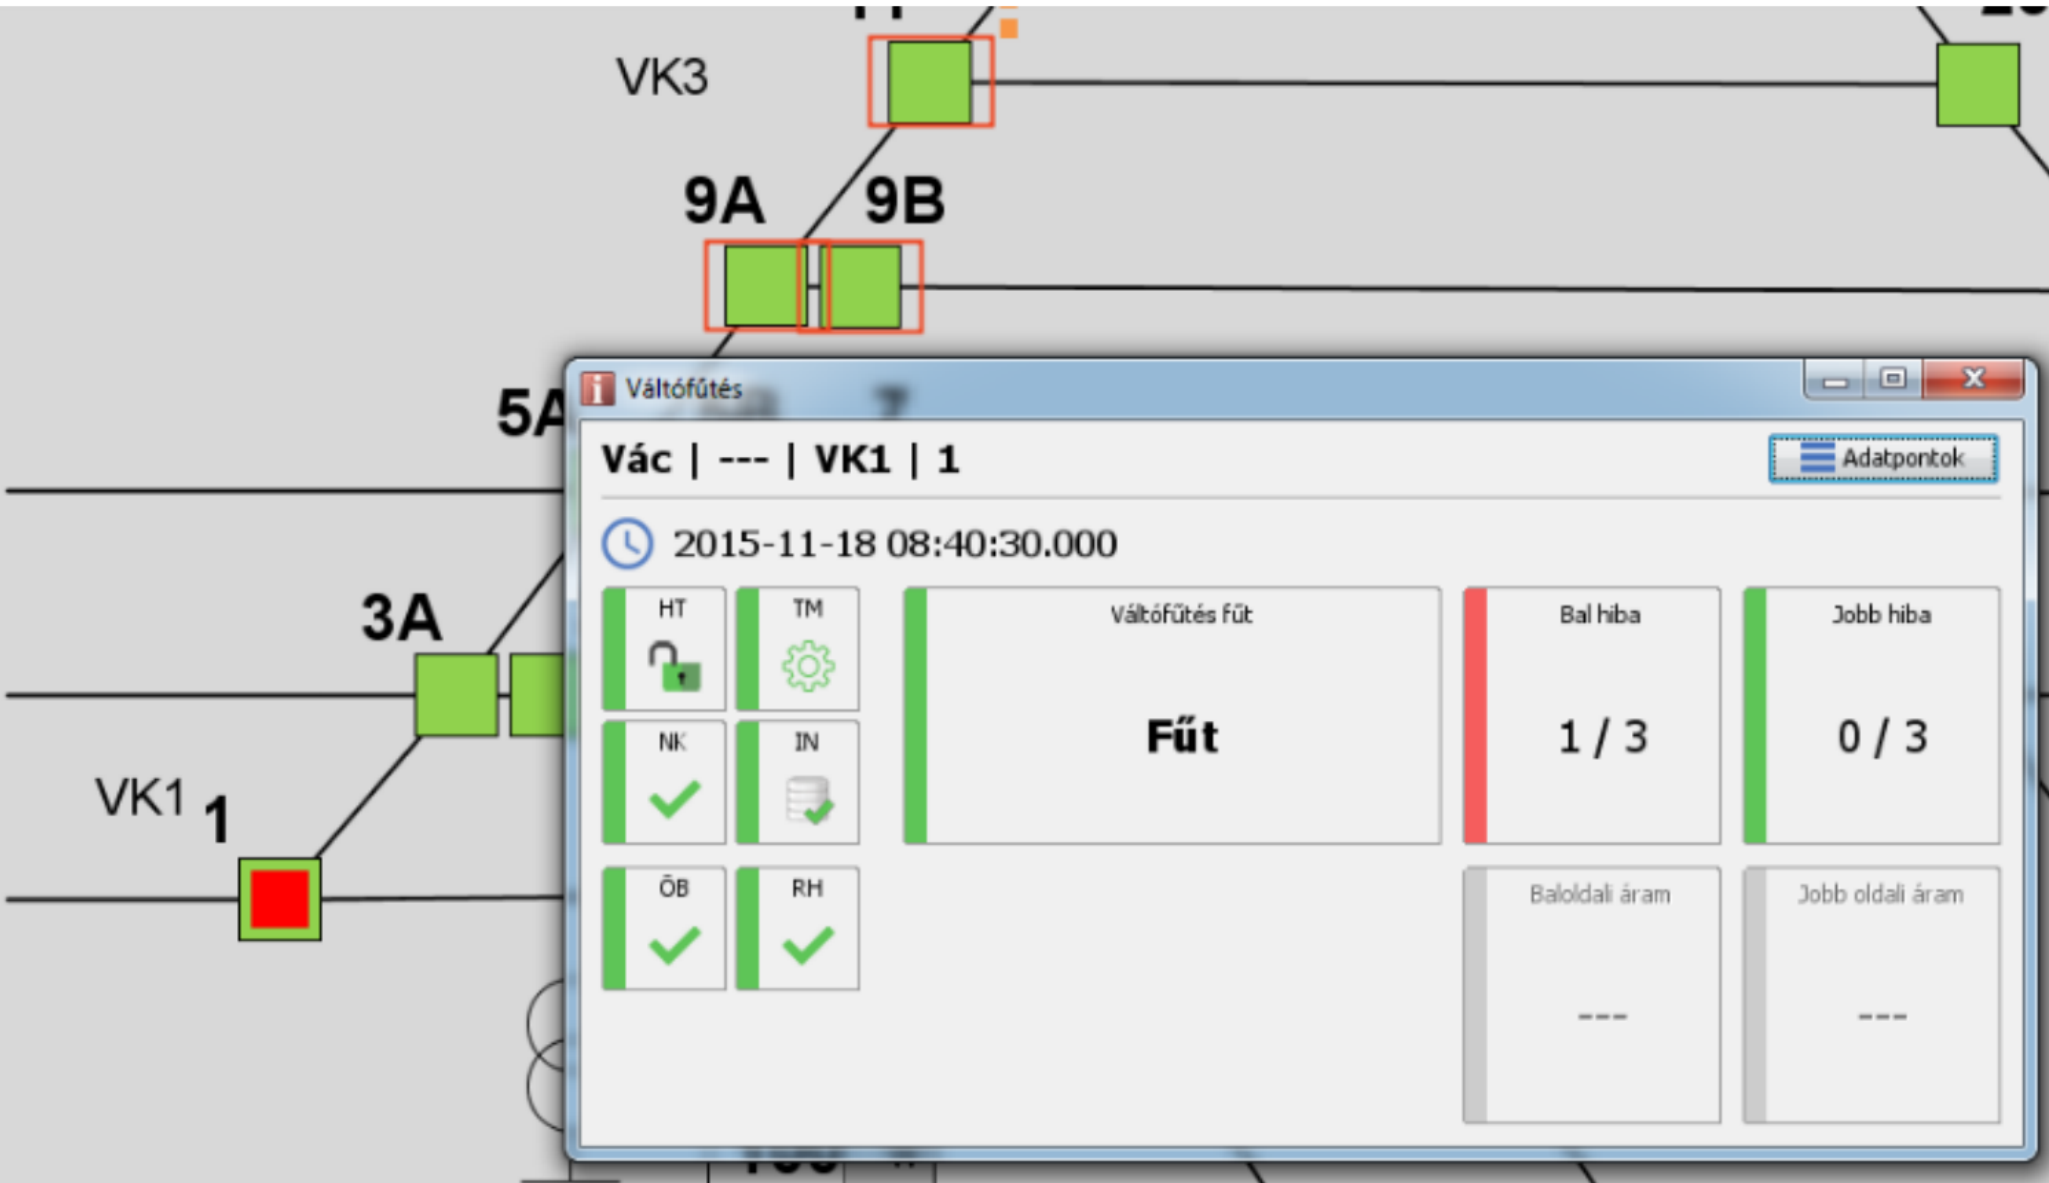 VK3
9A 9B
5A
Váltófűtés
Vác | --- | VK1 | 1
Adatpontok
2015-11-18 08:40:30.000
HT TM Váltófűtés fűt Bal hiba Jobb hiba
3A
Fűt 1 / 3 0 / 3
NK IN
VK1 1
ÖB RH Baloldali áram Jobb oldali áram
--- ---